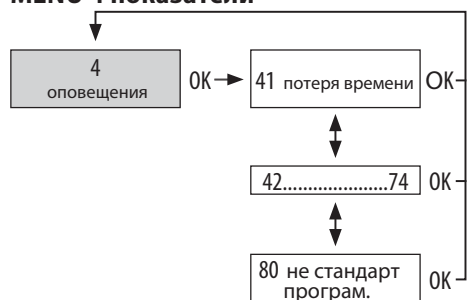 MENU 4 показатели
4
оповещения
OK
41 потеря времени
OK
42......................74
OK
80 не стандарт
програм.
OK